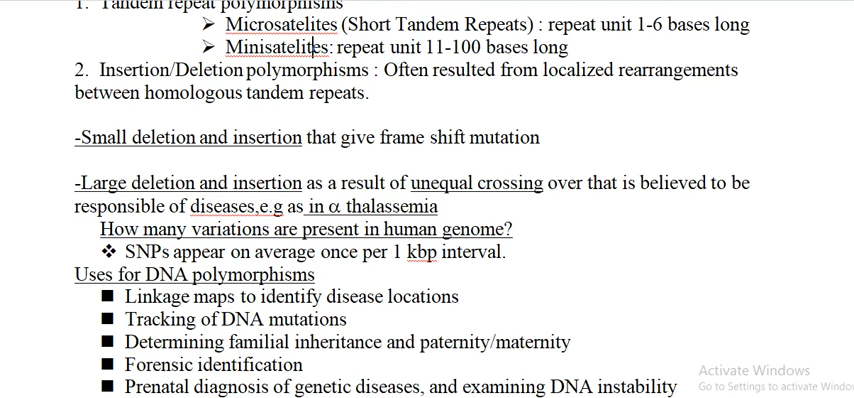 1. Tandem repeat polymorphisms
➢ Microsatelites (Short Tandem Repeats) : repeat unit 1-6 bases long
➢ Minisatelites: repeat unit 11-100 bases long
2. Insertion/Deletion polymorphisms : Often resulted from localized rearrangements
between homologous tandem repeats.
-Small deletion and insertion that give frame shift mutation
-Large deletion and insertion as a result of unequal crossing over that is believed to be
responsible of diseases,e.g as in α thalassemia
How many variations are present in human genome?
❖ SNPs appear on average once per 1 kbp interval.
Uses for DNA polymorphisms
■ Linkage maps to identify disease locations
■ Tracking of DNA mutations
■ Determining familial inheritance and paternity/maternity
■ Forensic identification
■ Prenatal diagnosis of genetic diseases, and examining DNA instability
Activate Windows
Go to Settings to activate Windo